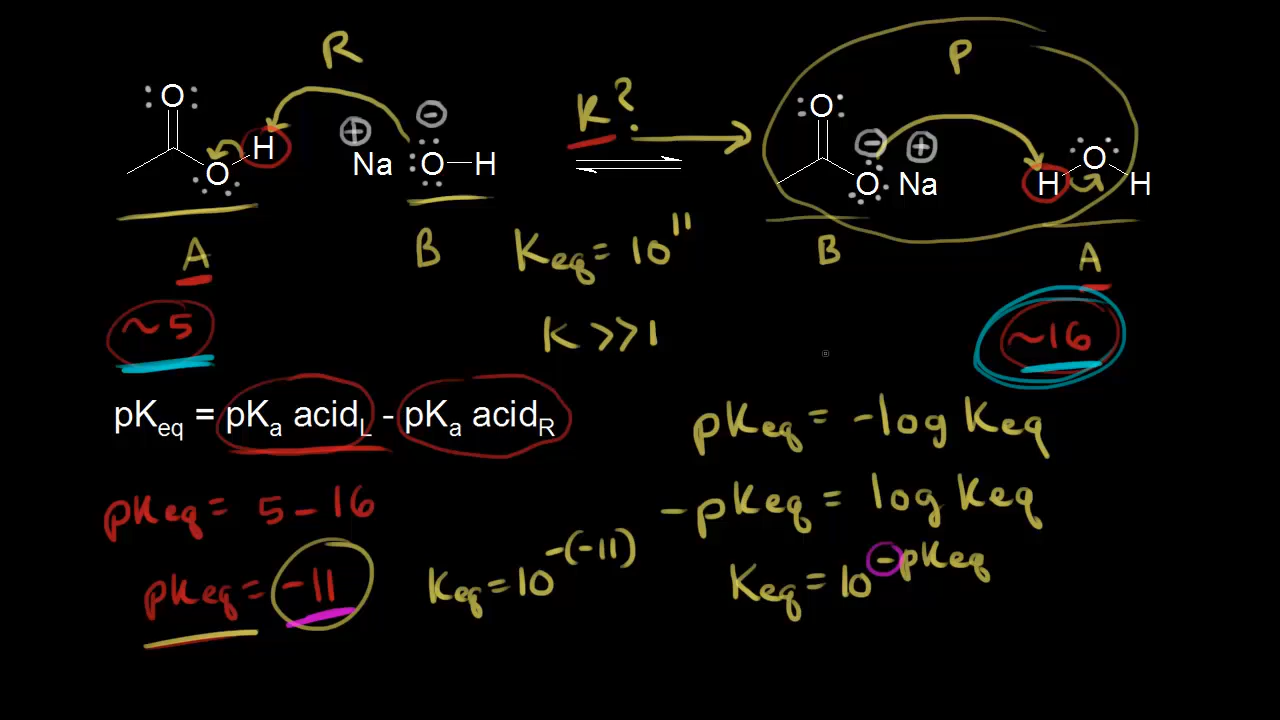 R K? P
O H ⊕ ⊖ O ⊖ ⊕ O
O Na O—H O Na H H
A B Keq = 10^11 B A
~5 K >> 1 ~16
pKeq = pKa acidL - pKa acidR
pKeq = -log Keq
pKeq = 5 - 16
-pKeq = log Keq
pKeq = -11
Keq = 10^-(-11)
Keq = 10^-pKeq